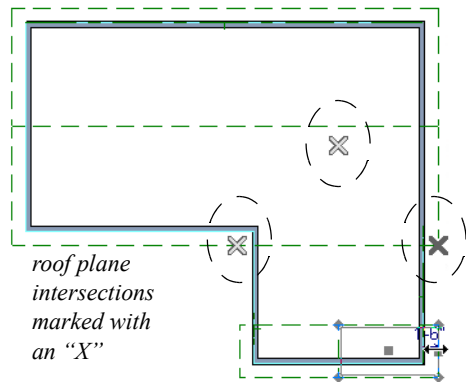 roof plane
intersections
marked with
an “X”